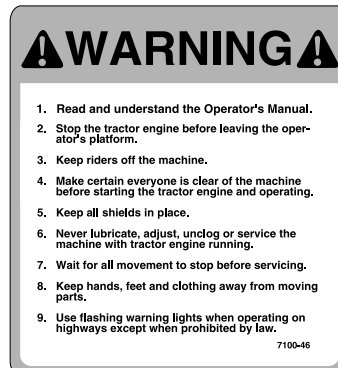 WARNING
1. Read and understand the Operator's Manual.
2. Stop the tractor engine before leaving the oper-
ator's platform.
3. Keep riders off the machine.
4. Make certain everyone is clear of the machine
before starting the tractor engine and operating.
5. Keep all shields in place.
6. Never lubricate, adjust, unclog or service the
machine with tractor engine running.
7. Wait for all movement to stop before servicing.
8. Keep hands, feet and clothing away from moving
parts.
9. Use flashing warning lights when operating on
highways except when prohibited by law.
7100-46